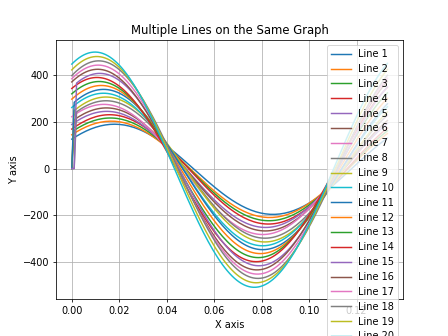 Multiple Lines on the Same Graph
Y axis
400
200
0
−200
−400
0.00
0.02
0.04
0.06
0.08
0.10
X axis
Line 1
Line 2
Line 3
Line 4
Line 5
Line 6
Line 7
Line 8
Line 9
Line 10
Line 11
Line 12
Line 13
Line 14
Line 15
Line 16
Line 17
Line 18
Line 19
Line 20